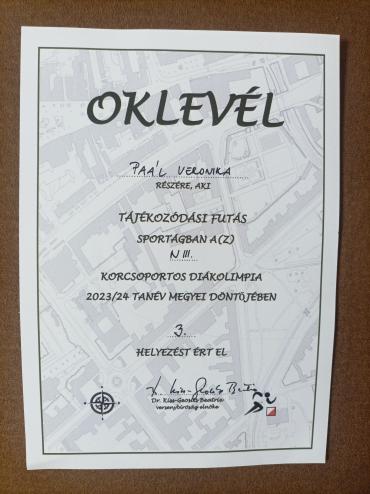 OKLEVÉL
PAÁL VERONIKA
RÉSZÉRE, AKI
TÁJÉKOZÓDÁSI FUTÁS
SPORTÁGBAN A(Z)
N III.
KORCSOPORTOS DIÁKOLIMPIA
2023/24 TANÉV MEGYEI DÖNTŐJÉBEN
3.
HELYEZÉST ÉRT EL
Dr. Kiss-Geosits Beatrix
versenybíróság elnöke